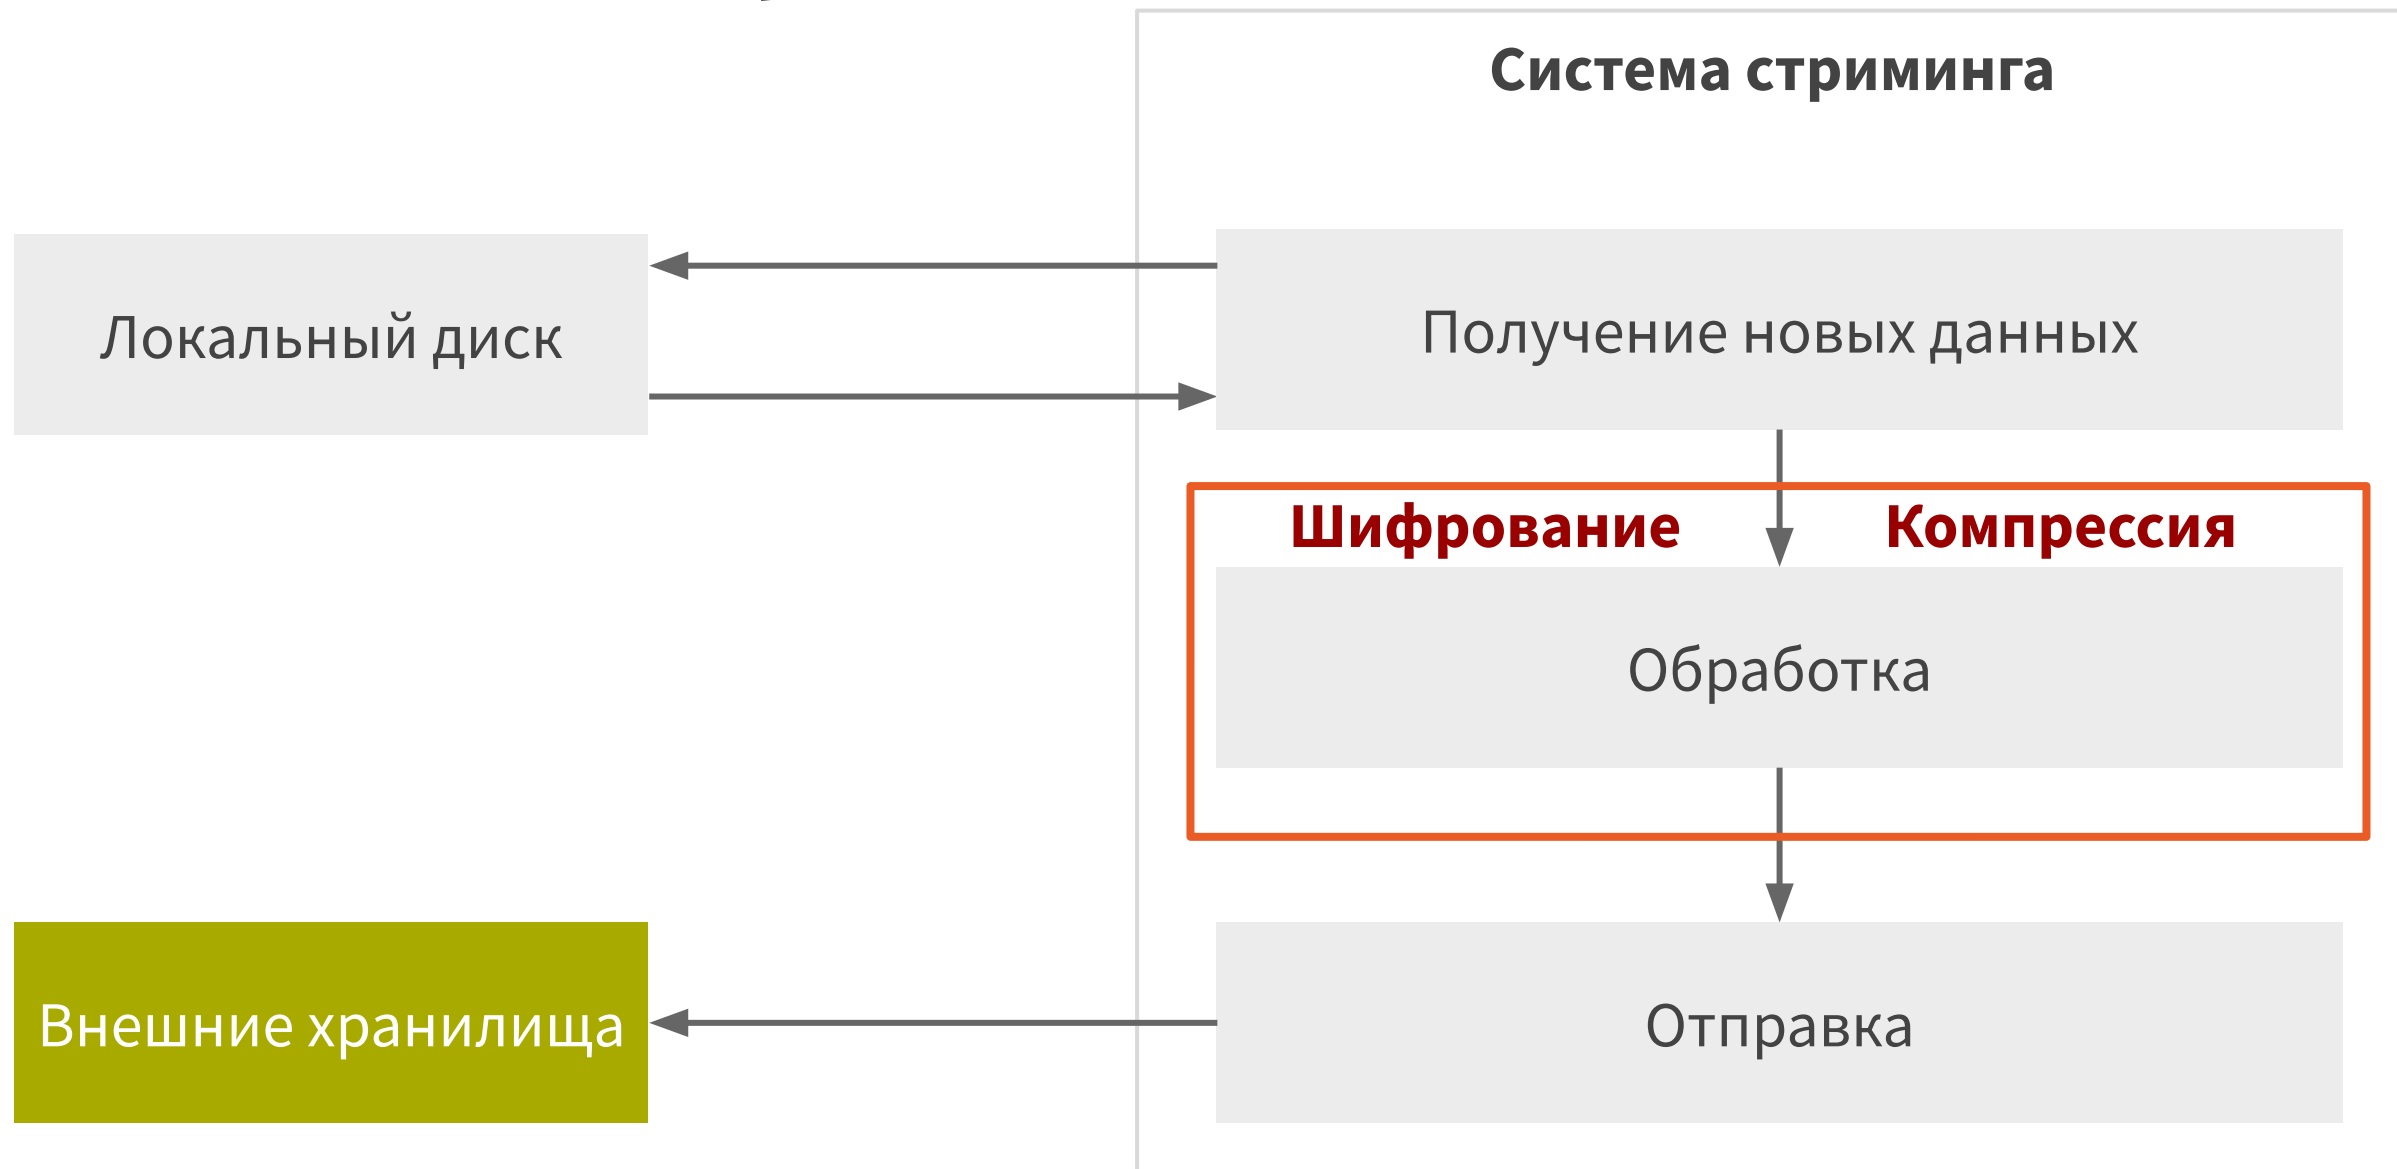 Система стриминга
Локальный диск
Получение новых данных
Шифрование
Компрессия
Обработка
Внешние хранилища
Отправка